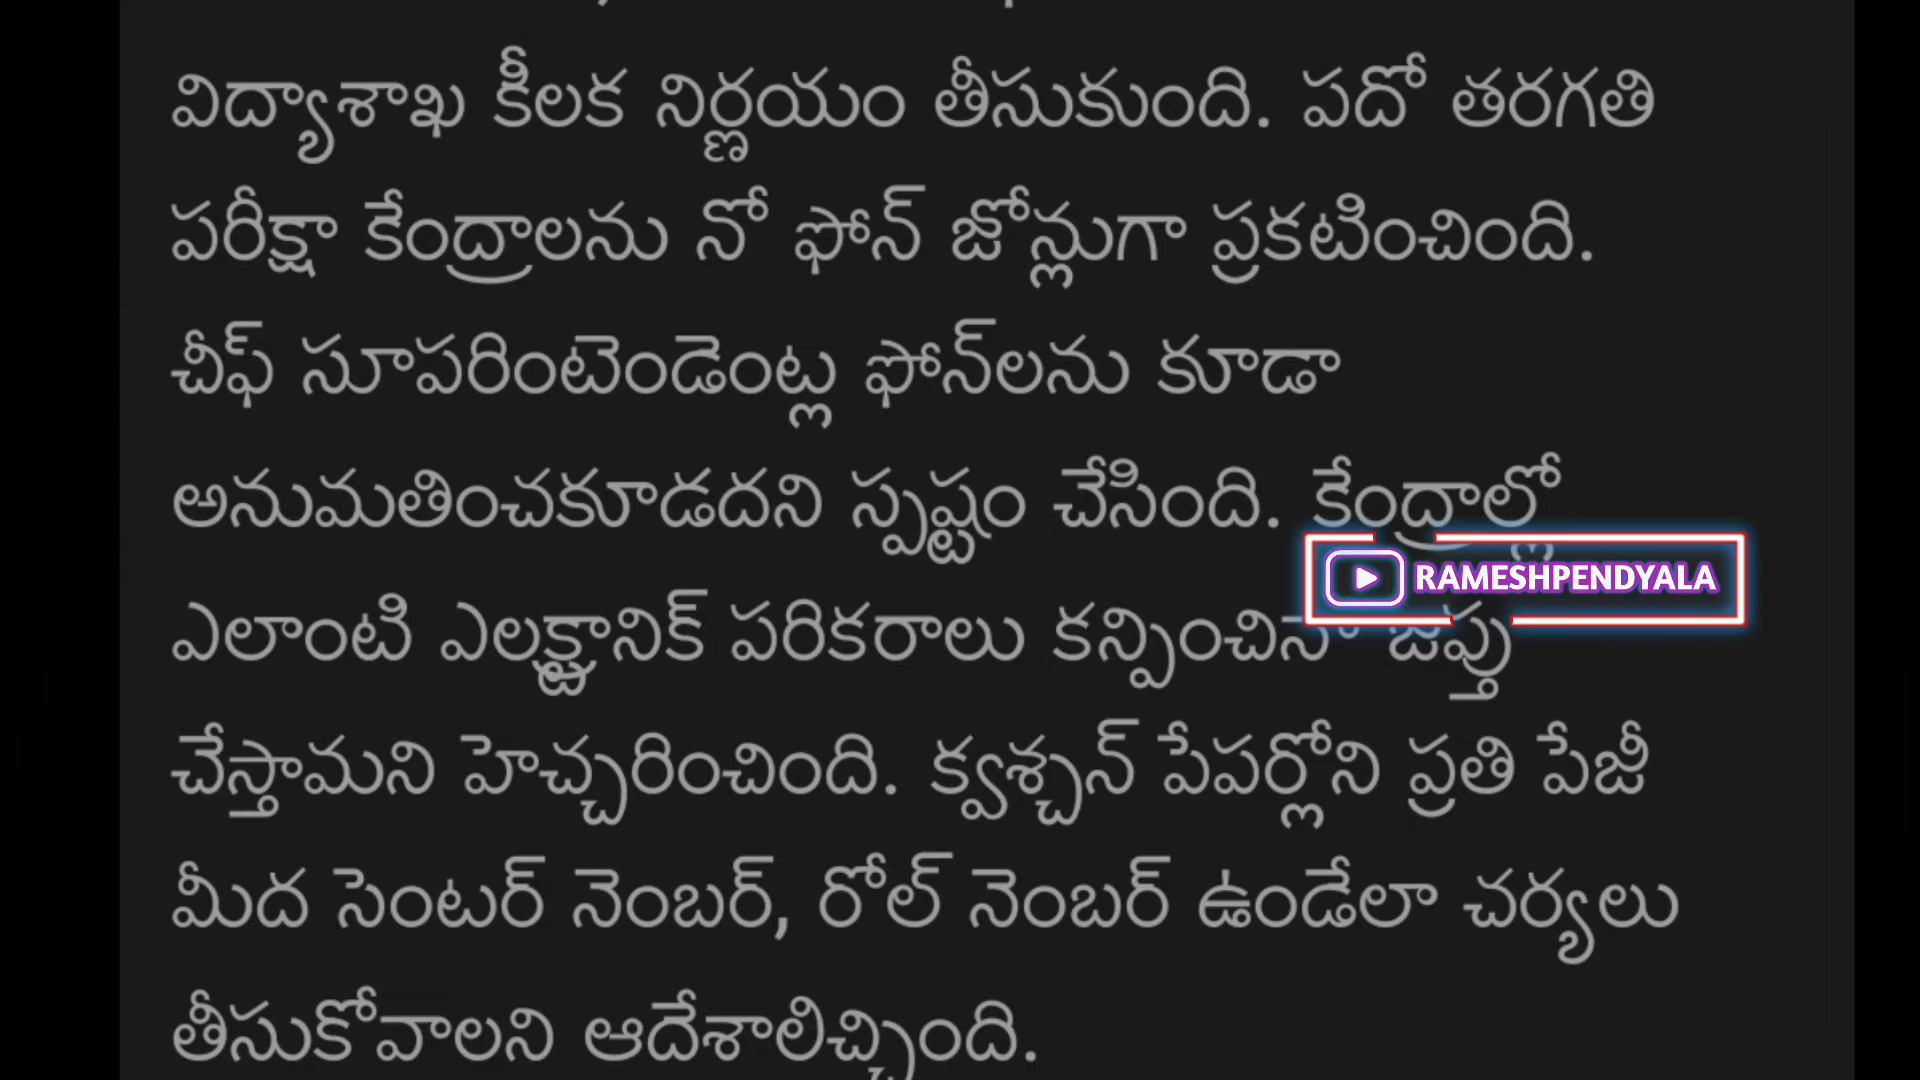 విద్యాశాఖ కీలక నిర్ణయం తీసుకుంది. పదో తరగతి
పరీక్షా కేంద్రాలను నో ఫోన్ జోన్లుగా ప్రకటించింది.
చీఫ్ సూపరింటెండెంట్ల ఫోన్‌లను కూడా
అనుమతించకూడదని స్పష్టం చేసింది. కేంద్రాల్లో
RAMESHPENDYALA
ఎలాంటి ఎలక్ట్రానిక్ పరికరాలు కన్పించినా జప్తు
చేస్తామని హెచ్చరించింది. క్వశ్చన్ పేపర్లోని ప్రతి పేజీ
మీద సెంటర్ నెంబర్, రోల్ నెంబర్ ఉండేలా చర్యలు
తీసుకోవాలని ఆదేశాలిచ్చింది.